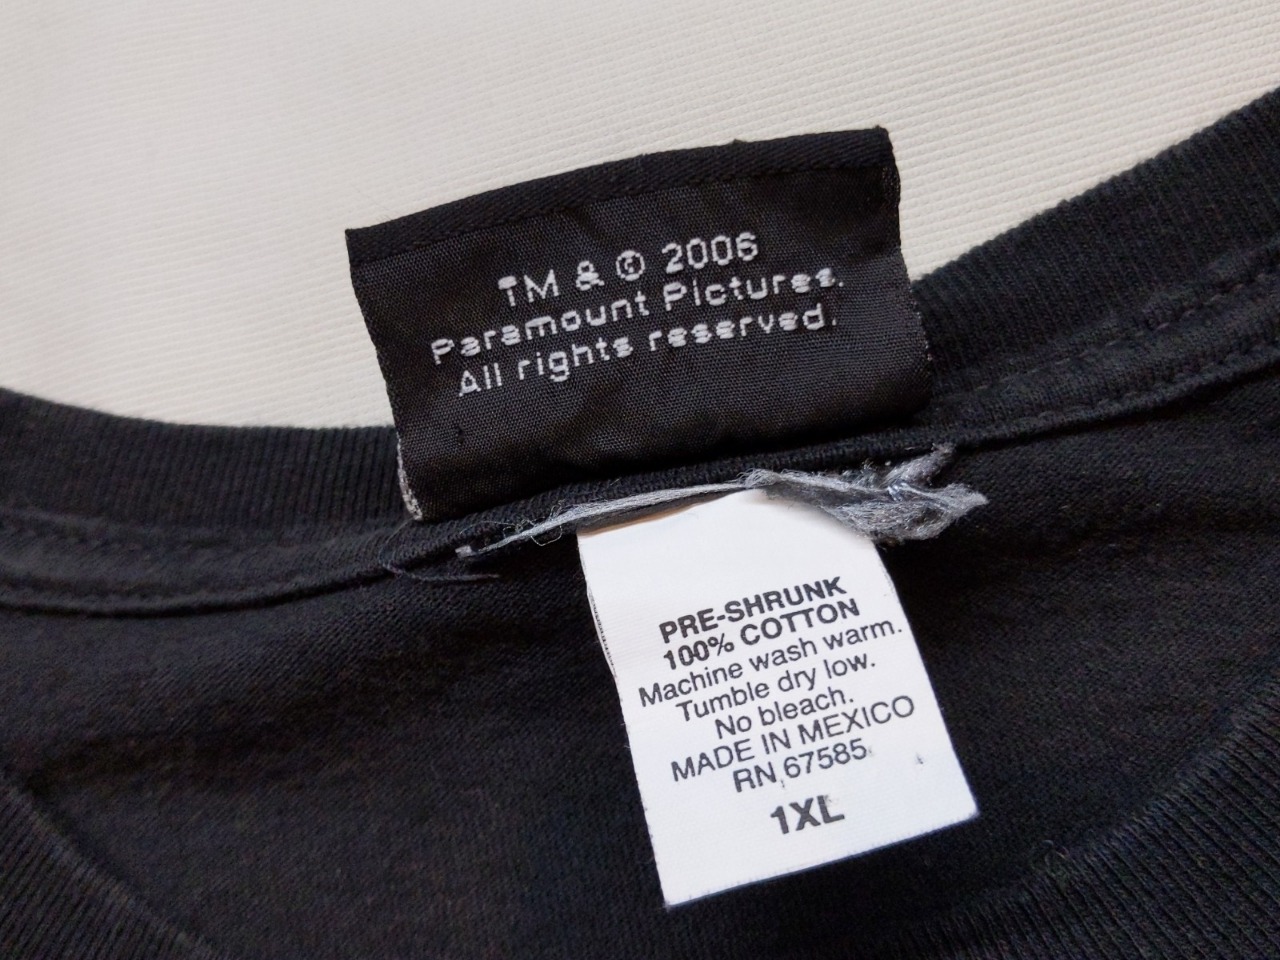 TM & © 2006
Paramount Pictures.
All rights reserved.
PRE-SHRUNK
100% COTTON
Machine wash warm.
Tumble dry low.
No bleach.
MADE IN MEXICO
RN 67585
1XL